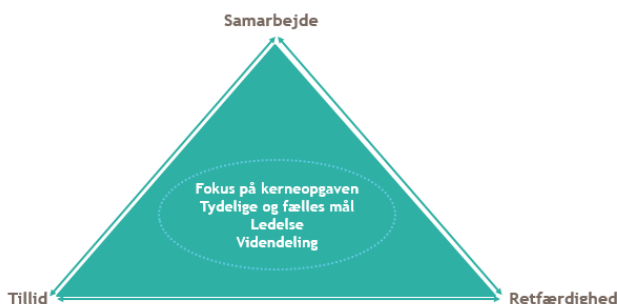 Samarbejde
Fokus på kerneopgaven
Tydelige og fælles mål
Ledelse
Videndeling
Tillid
Retfærdighed